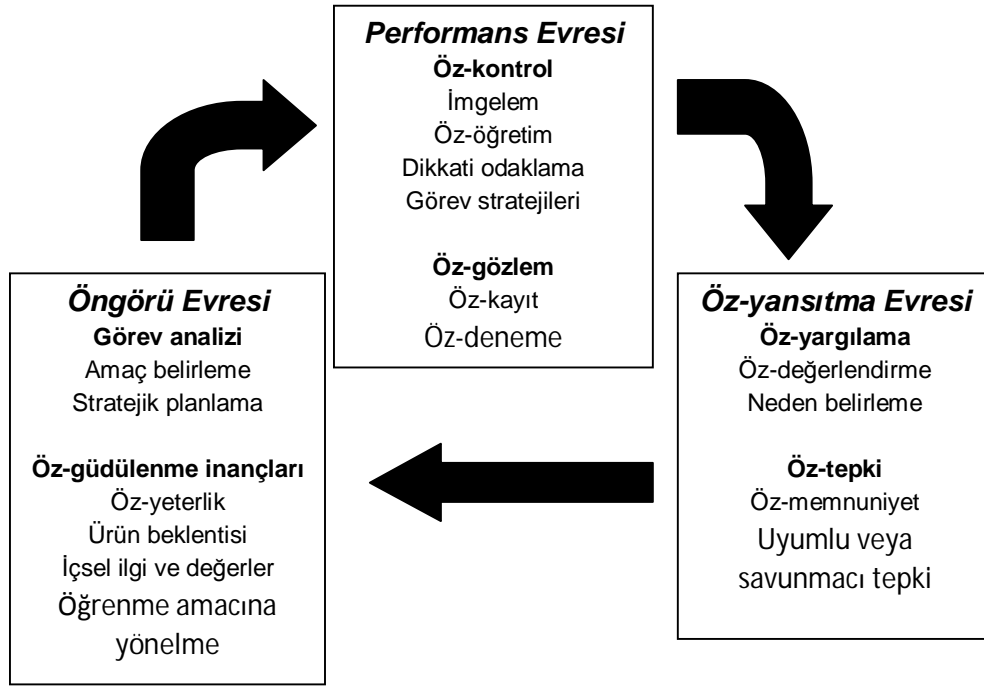 Performans Evresi
Öz-kontrol
İmgelem
Öz-öğretim
Dikkati odaklama
Görev stratejileri
Öz-gözlem
Öz-kayıt
Öz-deneme
Öngörü Evresi
Görev analizi
Amaç belirleme
Stratejik planlama
Öz-güdülenme inançları
Öz-yeterlik
Ürün beklentisi
İçsel ilgi ve değerler
Öğrenme amacına
yönelme
Öz-yansıtma Evresi
Öz-yargılama
Öz-değerlendirme
Neden belirleme
Öz-tepki
Öz-memnuniyet
Uyumlu veya
savunmacı tepki